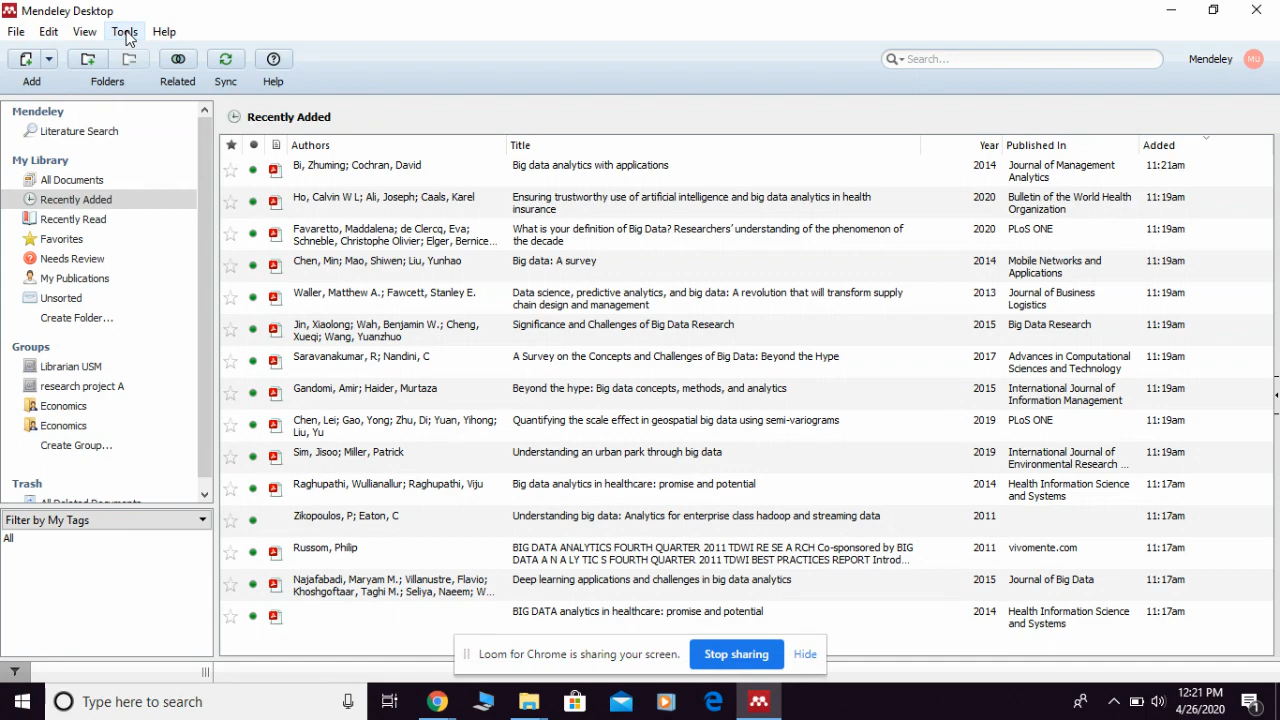 Mendeley Desktop
File Edit View Tools Help
Add Folders Related Sync Help
Search...
Mendeley MU
Mendeley
Literature Search
My Library
All Documents
Recently Added
Recently Read
Favorites
Needs Review
My Publications
Unsorted
Create Folder...
Groups
Librarian USM
research project A
Economics
Economics
Create Group...
Trash
All Deleted Documents
Filter by My Tags
All
Recently Added
Authors Title Year Published In Added
Bi, Zhuming; Cochran, David Big data analytics with applications 2014 Journal of Management 11:21am
Analytics
Ho, Calvin W L; Ali, Joseph; Caals, Karel Ensuring trustworthy use of artificial intelligence and big data analytics in health 2020 Bulletin of the World Health 11:19am
insurance Organization
Favaretto, Maddalena; de Clercq, Eva; What is your definition of Big Data? Researchers' understanding of the phenomenon of 2020 PLoS ONE 11:19am
Schneble, Christophe Olivier; Elger, Bernice... the decade
Chen, Min; Mao, Shiwen; Liu, Yunhao Big data: A survey 2014 Mobile Networks and 11:19am
Applications
Waller, Matthew A.; Fawcett, Stanley E. Data science, predictive analytics, and big data: A revolution that will transform supply 2013 Journal of Business 11:19am
chain design and management Logistics
Jin, Xiaolong; Wah, Benjamin W.; Cheng, Significance and Challenges of Big Data Research 2015 Big Data Research 11:19am
Xueqi; Wang, Yuanzhuo
Saravanakumar, R; Nandini, C A Survey on the Concepts and Challenges of Big Data: Beyond the Hype 2017 Advances in Computational 11:19am
Sciences and Technology
Gandomi, Amir; Haider, Murtaza Beyond the hype: Big data concepts, methods, and analytics 2015 International Journal of 11:19am
Information Management
Chen, Lei; Gao, Yong; Zhu, Di; Yuan, Yihong; Quantifying the scale effect in geospatial big data using semi-variograms 2019 PLoS ONE 11:19am
Liu, Yu
Sim, Jisoo; Miller, Patrick Understanding an urban park through big data 2019 International Journal of 11:19am
Environmental Research ...
Raghupathi, Wullianallur; Raghupathi, Viju Big data analytics in healthcare: promise and potential 2014 Health Information Science 11:19am
and Systems
Zikopoulos, P; Eaton, C Understanding big data: Analytics for enterprise class hadoop and streaming data 2011 11:17am
Russom, Philip BIG DATA ANALYTICS FOURTH QUARTER 2011 TDWI RE SE A RCH Co-sponsored by BIG 2011 vivomente.com 11:17am
DATA A N A LY TIC S FOURTH QUARTER 2011 TDWI BEST PRACTICES REPORT Introd...
Najafabadi, Maryam M.; Villanustre, Flavio; Deep learning applications and challenges in big data analytics 2015 Journal of Big Data 11:17am
Khoshgoftaar, Taghi M.; Seliya, Naeem; W...
BIG DATA analytics in healthcare: promise and potential 2014 Health Information Science 11:17am
and Systems
Loom for Chrome is sharing your screen. Stop sharing Hide
Type here to search
12:21 PM
4/26/2020
1